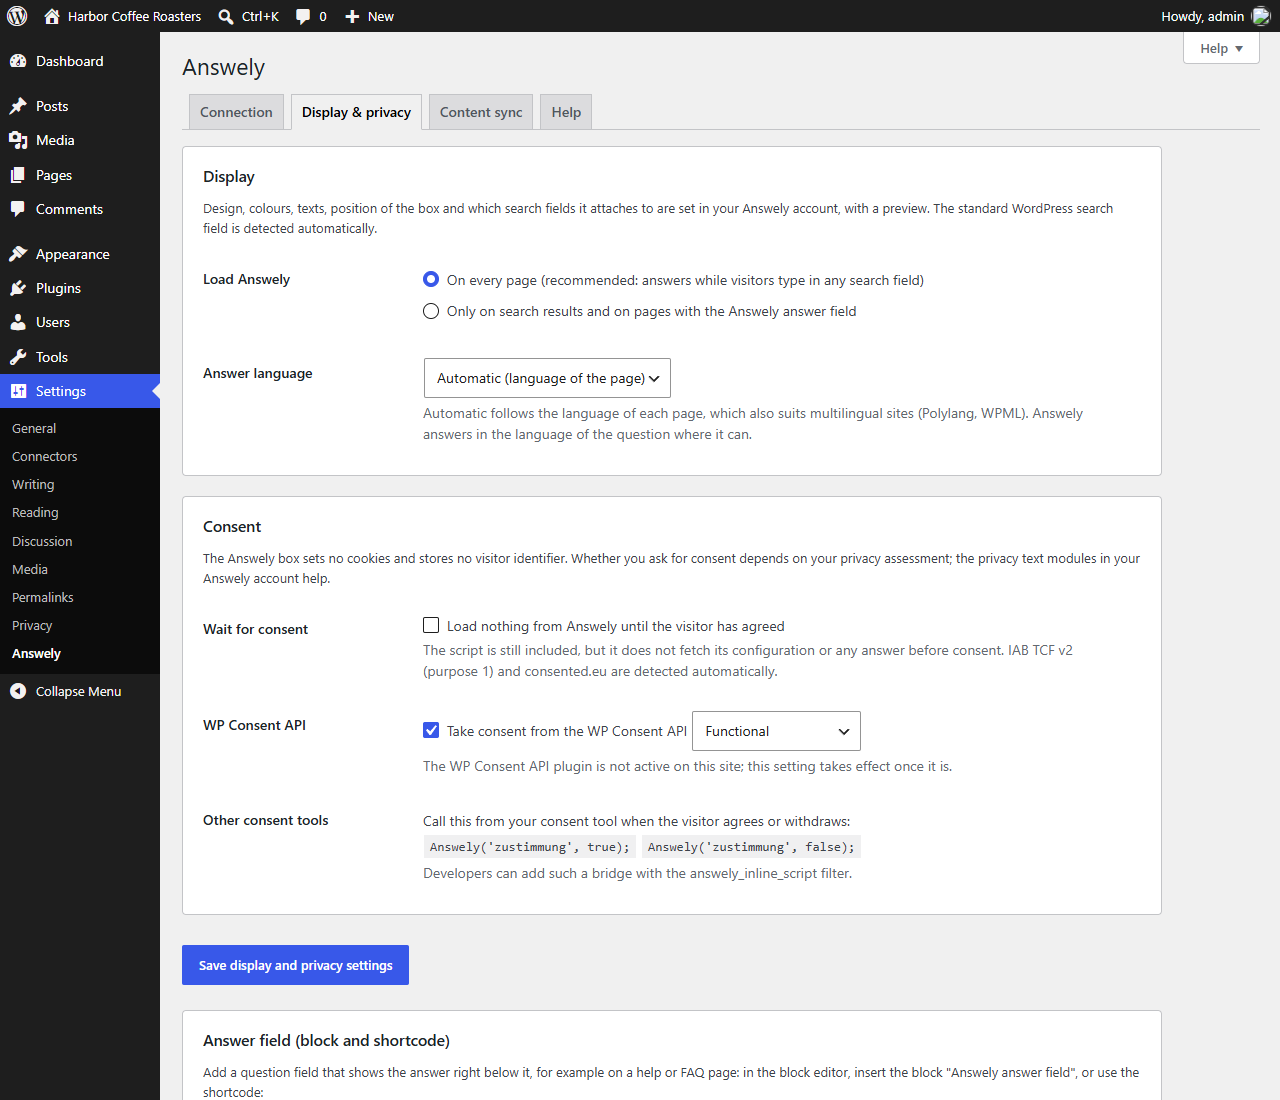 Harbor Coffee Roasters Ctrl+K 0 New Howdy, admin
Dashboard
Posts
Media
Pages
Comments
Appearance
Plugins
Users
Tools
Settings
General
Connectors
Writing
Reading
Discussion
Media
Permalinks
Privacy
Answely
Collapse Menu
Help
Answely
Connection Display & privacy Content sync Help
Display
Design, colours, texts, position of the box and which search fields it attaches to are set in your Answely account, with a preview. The standard WordPress search
field is detected automatically.
Load Answely
On every page (recommended: answers while visitors type in any search field)
Only on search results and on pages with the Answely answer field
Answer language
Automatic (language of the page)
Automatic follows the language of each page, which also suits multilingual sites (Polylang, WPML). Answely
answers in the language of the question where it can.
Consent
The Answely box sets no cookies and stores no visitor identifier. Whether you ask for consent depends on your privacy assessment; the privacy text modules in your
Answely account help.
Wait for consent
Load nothing from Answely until the visitor has agreed
The script is still included, but it does not fetch its configuration or any answer before consent. IAB TCF v2
(purpose 1) and consented.eu are detected automatically.
WP Consent API
Take consent from the WP Consent API Functional
The WP Consent API plugin is not active on this site; this setting takes effect once it is.
Other consent tools
Call this from your consent tool when the visitor agrees or withdraws:
Answely('zustimmung', true); Answely('zustimmung', false);
Developers can add such a bridge with the answely_inline_script filter.
Save display and privacy settings
Answer field (block and shortcode)
Add a question field that shows the answer right below it, for example on a help or FAQ page: in the block editor, insert the block "Answely answer field", or use the
shortcode: